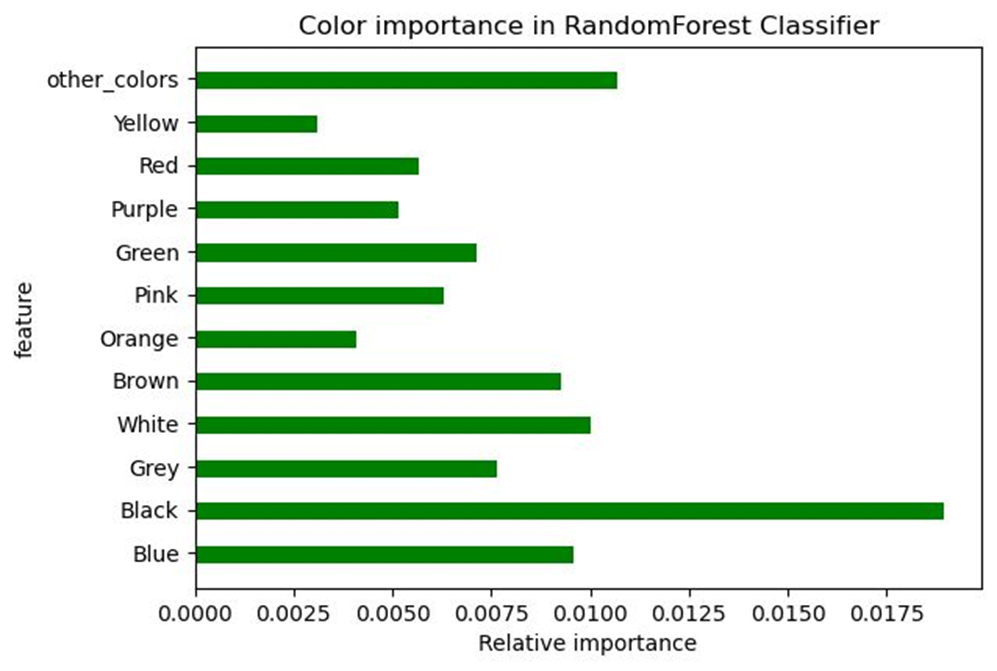 Color importance in RandomForest Classifier
other_colors
Yellow
Red
Purple
Green
Pink
Orange
Brown
White
Grey
Black
Blue
feature
0.0000 0.0025 0.0050 0.0075 0.0100 0.0125 0.0150 0.0175
Relative importance